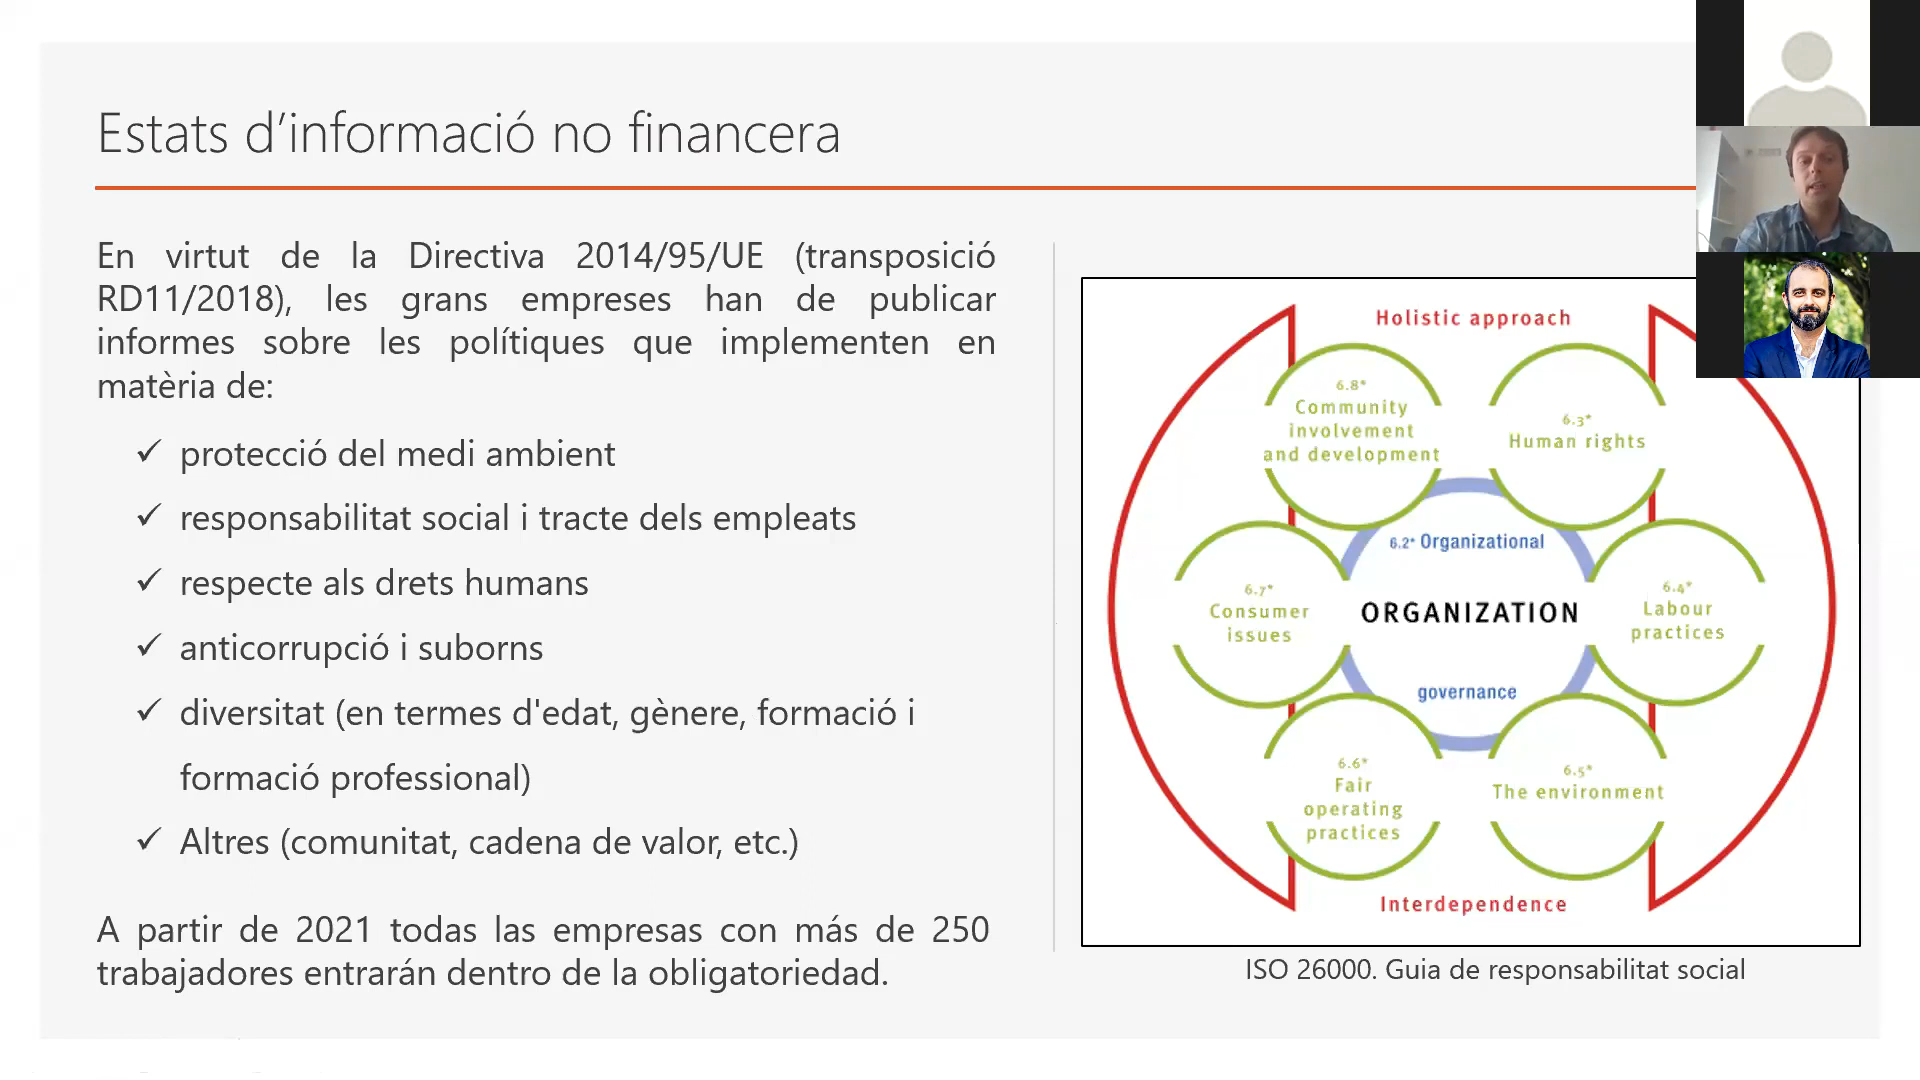 Estats d’informació no financera
En virtut de la Directiva 2014/95/UE (transposició
RD11/2018), les grans empreses han de publicar
informes sobre les polítiques que implementen en
matèria de:
✓ protecció del medi ambient
✓ responsabilitat social i tracte dels empleats
✓ respecte als drets humans
✓ anticorrupció i suborns
✓ diversitat (en termes d'edat, gènere, formació i
formació professional)
✓ Altres (comunitat, cadena de valor, etc.)
A partir de 2021 todas las empresas con más de 250
trabajadores entrarán dentro de la obligatoriedad.
Holistic approach
6.8*
Community
involvement
and development
6.3*
Human rights
6.2* Organizational
6.7*
Consumer
issues
ORGANIZATION
6.4*
Labour
practices
governance
6.6*
Fair
operating
practices
6.5*
The environment
Interdependence
ISO 26000. Guia de responsabilitat social